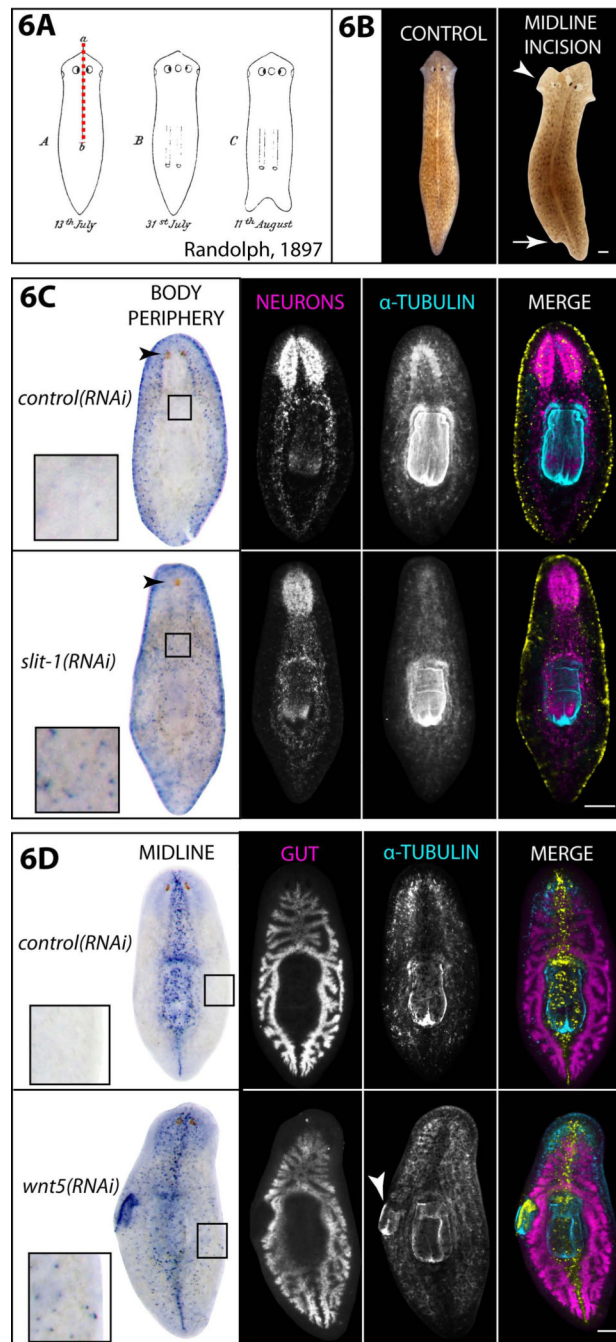 6A
a
A
b
B
C
13th July
31st July
11th August
Randolph, 1897
6B
CONTROL
MIDLINE
INCISION
6C
BODY
PERIPHERY
NEURONS
α-TUBULIN
MERGE
control(RNAi)
slit-1(RNAi)
6D
MIDLINE
GUT
α-TUBULIN
MERGE
control(RNAi)
wnt5(RNAi)